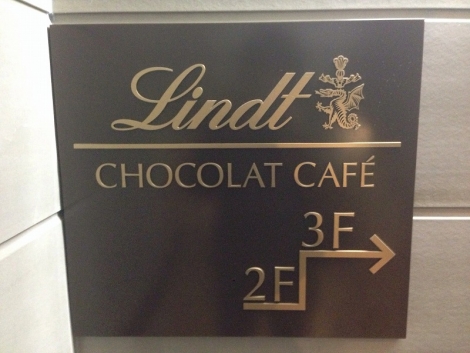 Lindt
CHOCOLAT CAFÉ
3F
2F